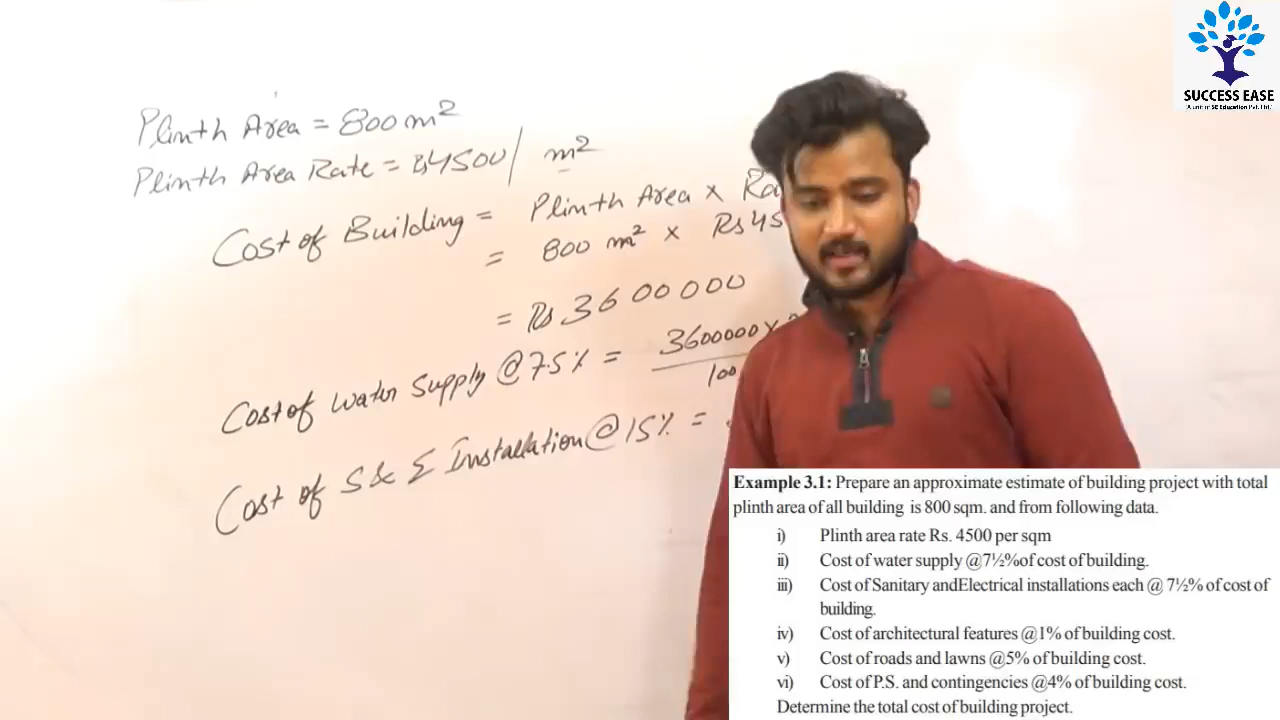 SUCCESS EASE
Plinth Area = 800 m²
Plinth Area Rate = 4500/ m²
Cost of Building = Plinth Area ×
= 800 m² × Rs
= Rs 3600000
Cost of water Supply @ 7.5% = 3600000 ×
100
Cost of S & E Installation @ 15% =
Example 3.1: Prepare an approximate estimate of building project with total
plinth area of all building is 800 sqm. and from following data.
i) Plinth area rate Rs. 4500 per sqm
ii) Cost of water supply @7½%of cost of building.
iii) Cost of Sanitary andElectrical installations each @ 7½% of cost of
building.
iv) Cost of architectural features @1% of building cost.
v) Cost of roads and lawns @5% of building cost.
vi) Cost of P.S. and contingencies @4% of building cost.
Determine the total cost of building project.